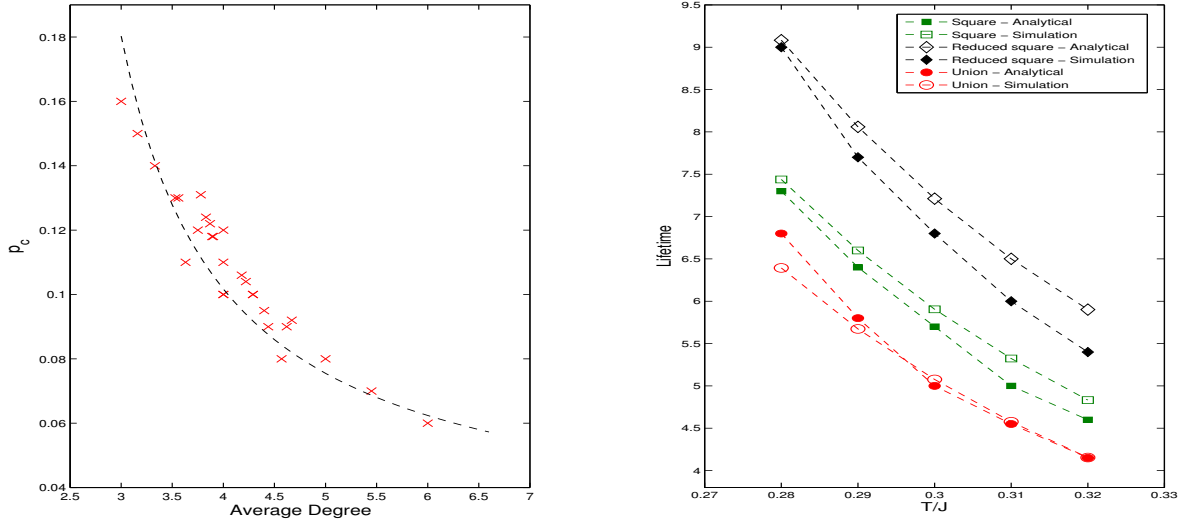 0.18
0.16
0.14
0.12
0.1
0.08
0.06
0.04
p_c
2.5 3 3.5 4 4.5 5 5.5 6 6.5 7
Average Degree
9.5
9
8.5
8
7.5
7
6.5
6
5.5
5
4.5
4
Lifetime
Square – Analytical
Square – Simulation
Reduced square – Analytical
Reduced square – Simulation
Union – Analytical
Union – Simulation
0.27 0.28 0.29 0.3 0.31 0.32 0.33
T/J